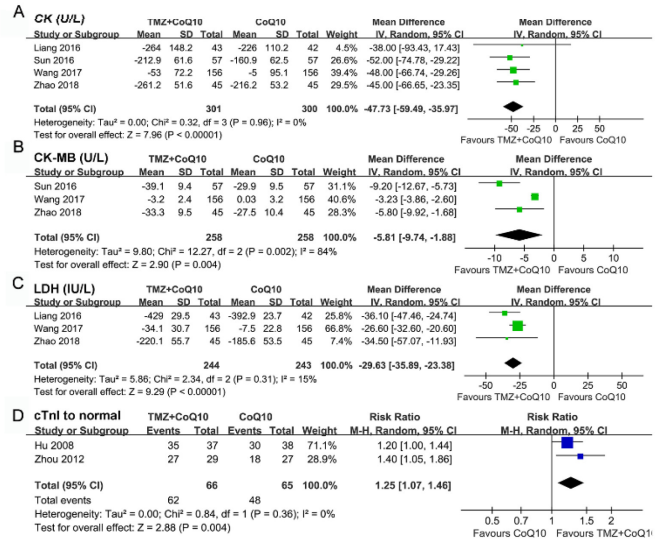 A CK (U/L) TMZ+CoQ10 CoQ10 Mean Difference Mean Difference
Study or Subgroup Mean SD Total Mean SD Total Weight IV, Random, 95% CI IV, Random, 95% CI
Liang 2016 -264 148.2 43 -226 110.2 42 4.5% -38.00 [-93.43, 17.43]
Sun 2016 -212.9 61.6 57 -160.9 62.5 57 26.7% -52.00 [-74.78, -29.22]
Wang 2017 -53 72.2 156 -5 95.1 156 39.4% -48.00 [-66.74, -29.26]
Zhao 2018 -261.2 51.6 45 -216.2 53.2 45 29.5% -45.00 [-66.65, -23.35]
Total (95% CI) 301 300 100.0% -47.73 [-59.49, -35.97]
Heterogeneity: Tau² = 0.00; Chi² = 0.32, df = 3 (P = 0.96); I² = 0%
Test for overall effect: Z = 7.96 (P < 0.00001)
-50 -25 0 25 50
Favours TMZ+CoQ10 Favours CoQ10
B CK-MB (U/L) TMZ+CoQ10 CoQ10 Mean Difference Mean Difference
Study or Subgroup Mean SD Total Mean SD Total Weight IV, Random, 95% CI IV, Random, 95% CI
Sun 2016 -39.1 9.4 57 -29.9 9.5 57 31.1% -9.20 [-12.67, -5.73]
Wang 2017 -3.2 2.4 156 0.03 3.2 156 40.6% -3.23 [-3.86, -2.60]
Zhao 2018 -33.3 9.5 45 -27.5 10.4 45 28.3% -5.80 [-9.92, -1.68]
Total (95% CI) 258 258 100.0% -5.81 [-9.74, -1.88]
Heterogeneity: Tau² = 9.80; Chi² = 12.27, df = 2 (P = 0.002); I² = 84%
Test for overall effect: Z = 2.90 (P = 0.004)
-10 -5 0 5 10
Favours TMZ+CoQ10 Favours CoQ10
C LDH (IU/L) TMZ+CoQ10 CoQ10 Mean Difference Mean Difference
Study or Subgroup Mean SD Total Mean SD Total Weight IV, Random, 95% CI IV, Random, 95% CI
Liang 2016 -429 29.5 43 -392.9 23.7 42 25.8% -36.10 [-47.46, -24.74]
Wang 2017 -34.1 30.7 156 -7.5 22.8 156 66.8% -26.60 [-32.60, -20.60]
Zhao 2018 -220.1 55.7 45 -185.6 53.5 45 7.4% -34.50 [-57.07, -11.93]
Total (95% CI) 244 243 100.0% -29.63 [-35.89, -23.38]
Heterogeneity: Tau² = 5.86; Chi² = 2.34, df = 2 (P = 0.31); I² = 15%
Test for overall effect: Z = 9.29 (P < 0.00001)
-50 -25 0 25 50
Favours TMZ+CoQ10 Favours CoQ10
D cTnI to normal TMZ+CoQ10 CoQ10 Risk Ratio Risk Ratio
Study or Subgroup Events Total Events Total Weight M-H, Random, 95% CI M-H, Random, 95% CI
Hu 2008 35 37 30 38 71.1% 1.20 [1.00, 1.44]
Zhou 2012 27 29 18 27 28.9% 1.40 [1.05, 1.86]
Total (95% CI) 66 65 100.0% 1.25 [1.07, 1.46]
Total events 62 48
Heterogeneity: Tau² = 0.00; Chi² = 0.84, df = 1 (P = 0.36); I² = 0%
Test for overall effect: Z = 2.88 (P = 0.004)
0.5 0.7 1 1.5 2
Favours CoQ10 Favours TMZ+CoQ10